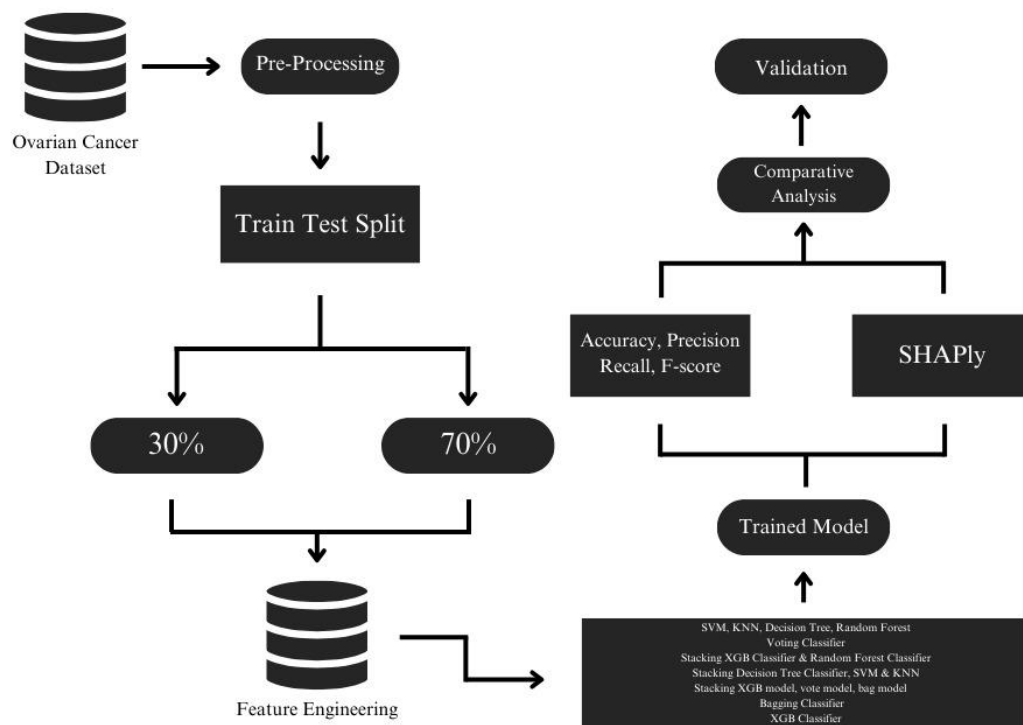 Ovarian Cancer
Dataset
Pre-Processing
Train Test Split
30%
70%
Feature Engineering
SVM, KNN, Decision Tree, Random Forest
Voting Classifier
Stacking XGB Classifier & Random Forest Classifier
Stacking Decision Tree Classifier, SVM & KNN
Stacking XGB model, vote model, bag model
Bagging Classifier
XGB Classifier
Trained Model
Accuracy, Precision
Recall, F-score
SHAPly
Comparative
Analysis
Validation